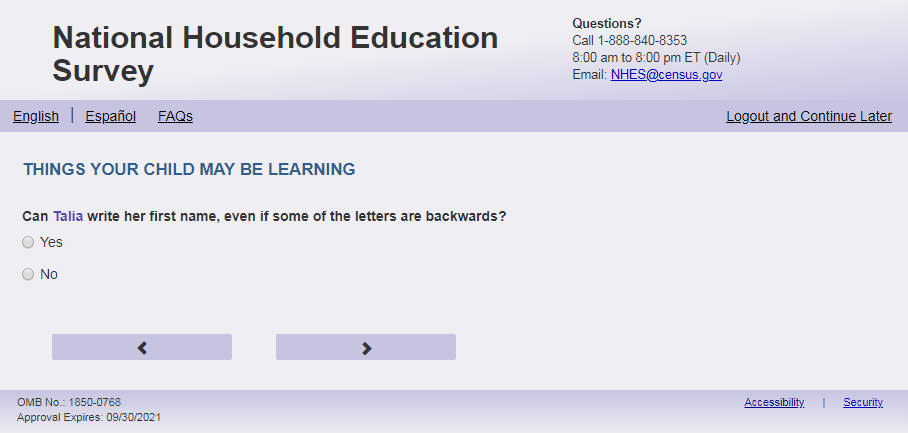 National Household Education
Survey
Questions?
Call 1-888-840-8353
8:00 am to 8:00 pm ET (Daily)
Email: NHES@census.gov
English | Español FAQs
Logout and Continue Later
THINGS YOUR CHILD MAY BE LEARNING
Can Talia write her first name, even if some of the letters are backwards?
Yes
No
OMB No.: 1850-0768
Approval Expires: 09/30/2021
Accessibility | Security